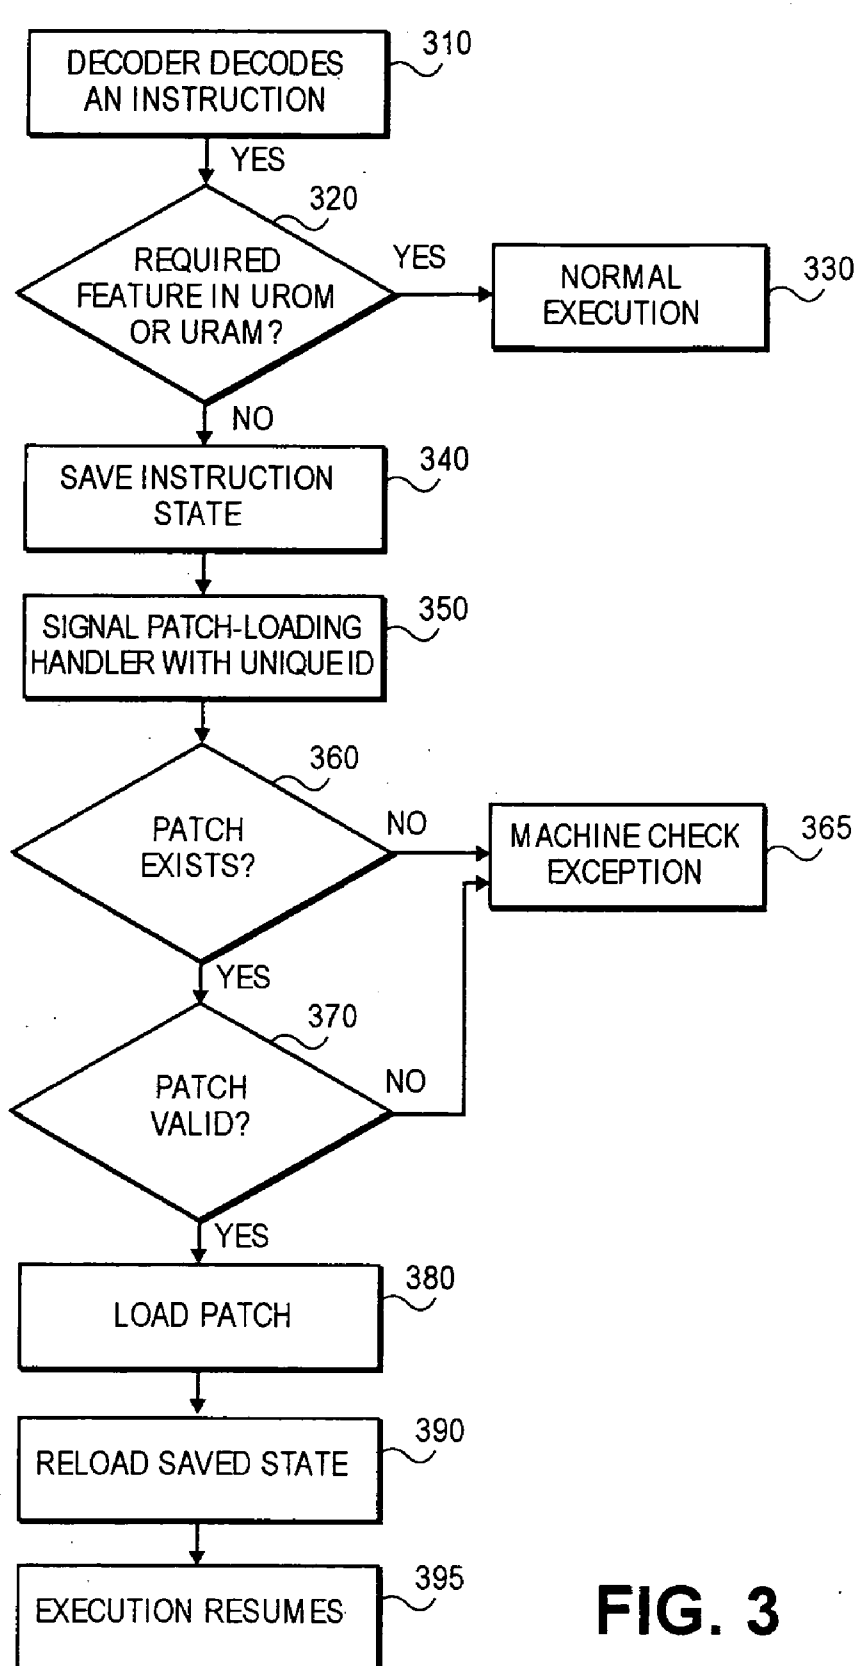 310
DECODER DECODES
AN INSTRUCTION
YES
320
REQUIRED
FEATURE IN UROM
OR URAM?
YES
NORMAL
EXECUTION
330
NO
SAVE INSTRUCTION
STATE
340
SIGNAL PATCH-LOADING
HANDLER WITH UNIQUE ID
350
360
PATCH
EXISTS?
NO
MACHINE CHECK
EXCEPTION
365
YES
370
PATCH
VALID?
NO
YES
LOAD PATCH
380
RELOAD SAVED STATE
390
EXECUTION RESUMES
395
FIG. 3